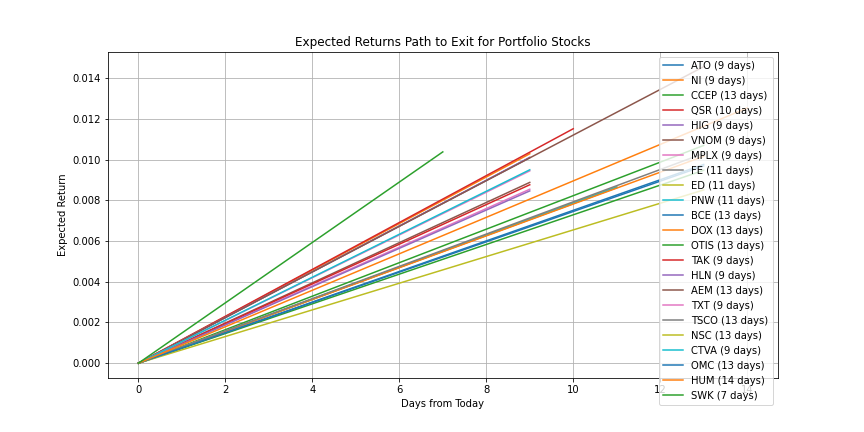 Expected Returns Path to Exit for Portfolio Stocks
Expected Return
0.014
0.012
0.010
0.008
0.006
0.004
0.002
0.000
0
2
4
6
8
10
12
14
Days from Today
ATO (9 days)
NI (9 days)
CCEP (13 days)
QSR (10 days)
HIG (9 days)
VNOM (9 days)
MPLX (9 days)
EE (11 days)
ED (11 days)
PNW (11 days)
BCE (13 days)
DOX (13 days)
OTIS (13 days)
TAK (9 days)
HLN (9 days)
AEM (13 days)
TXT (9 days)
TSCO (13 days)
NSC (13 days)
CTVA (9 days)
OMC (13 days)
HUM (14 days)
SWK (7 days)